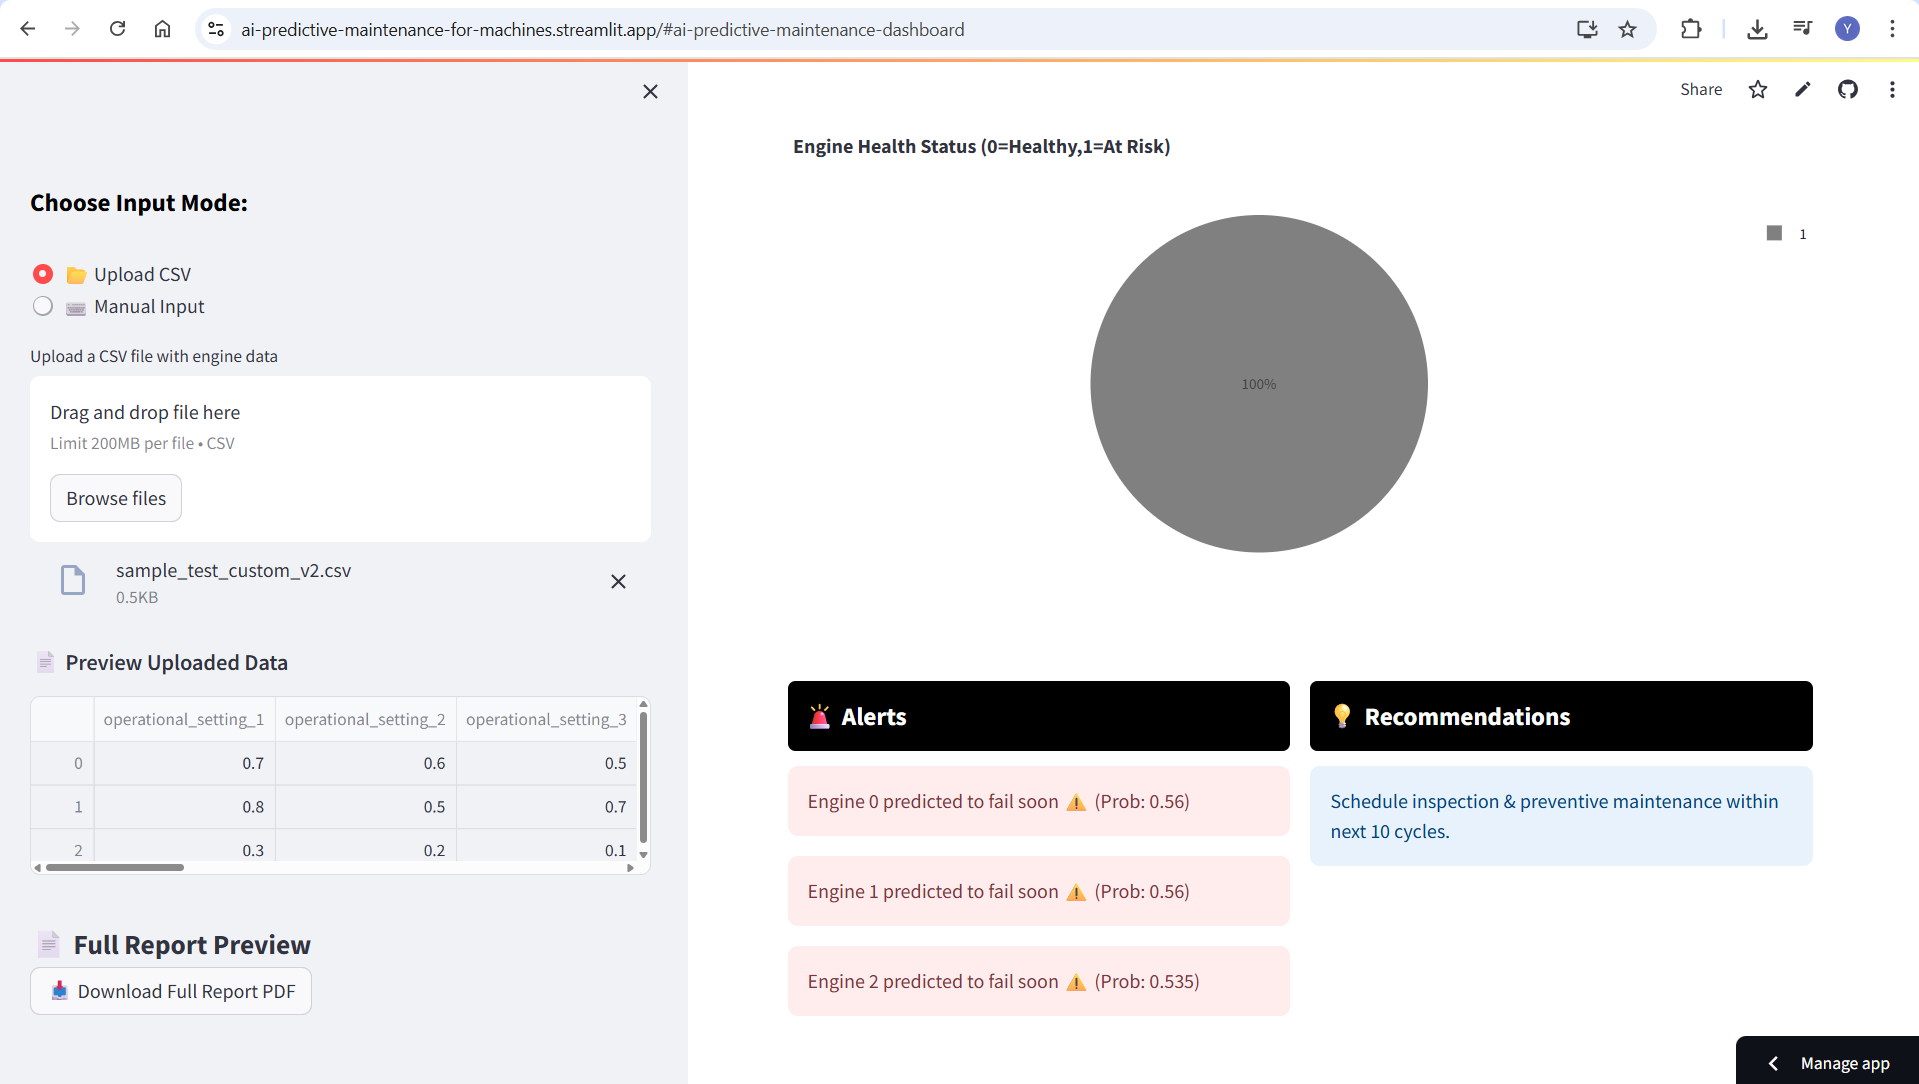 ai-predictive-maintenance-for-machines.streamlit.app/#ai-predictive-maintenance-dashboard
Y
Share
Choose Input Mode:
Upload CSV
Manual Input
Upload a CSV file with engine data
Drag and drop file here
Limit 200MB per file • CSV
Browse files
sample_test_custom_v2.csv
0.5KB
Preview Uploaded Data
operational_setting_1 operational_setting_2 operational_setting_3
0 0.7 0.6 0.5
1 0.8 0.5 0.7
2 0.3 0.2 0.1
Full Report Preview
Download Full Report PDF
Engine Health Status (0=Healthy,1=At Risk)
1
100%
Alerts
Engine 0 predicted to fail soon ⚠️ (Prob: 0.56)
Engine 1 predicted to fail soon ⚠️ (Prob: 0.56)
Engine 2 predicted to fail soon ⚠️ (Prob: 0.535)
Recommendations
Schedule inspection & preventive maintenance within
next 10 cycles.
Manage app